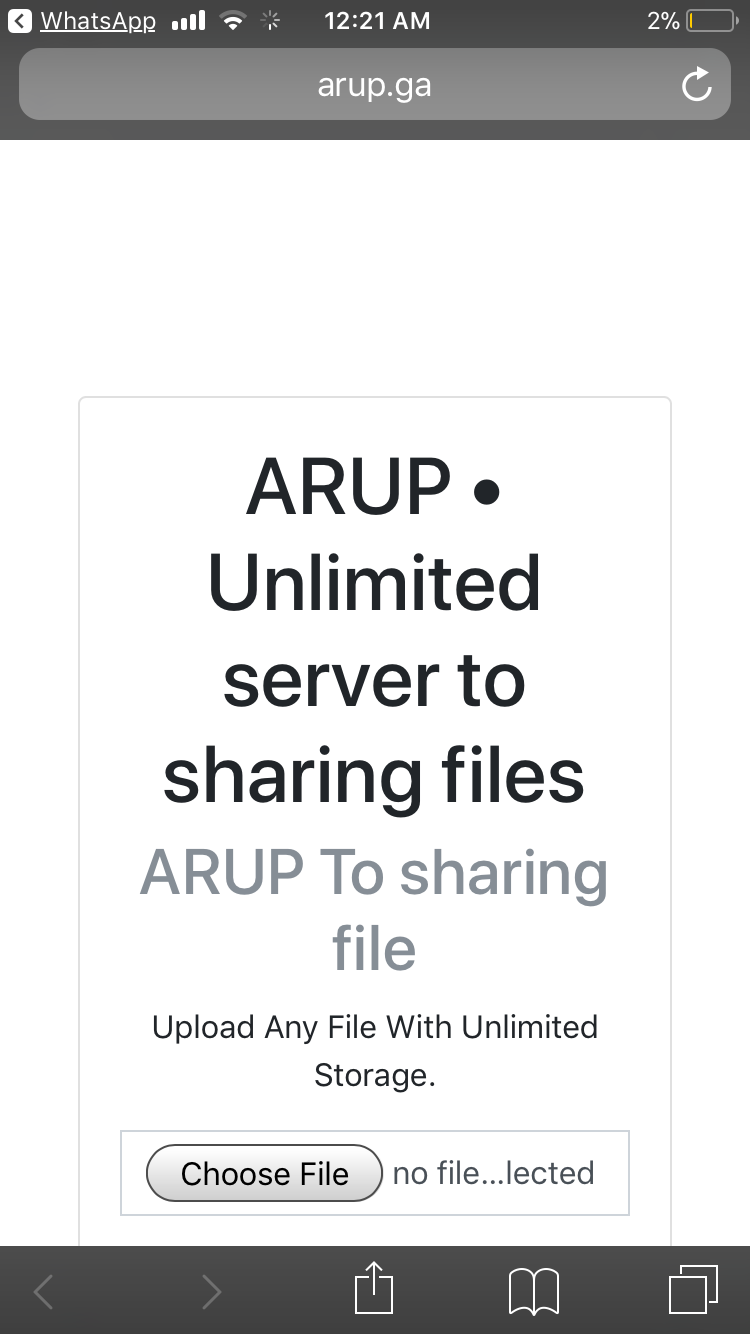 WhatsApp 12:21 AM 2%
arup.ga
ARUP •
Unlimited
server to
sharing files
ARUP To sharing
file
Upload Any File With Unlimited
Storage.
Choose File no file...lected